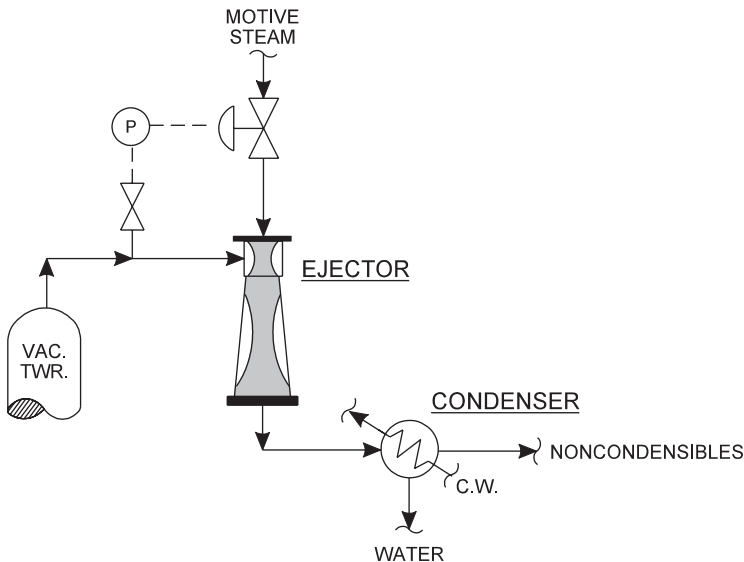 MOTIVE
STEAM
P
EJECTOR
VAC.
TWR.
CONDENSER
NONCONDENSIBLES
C.W.
WATER